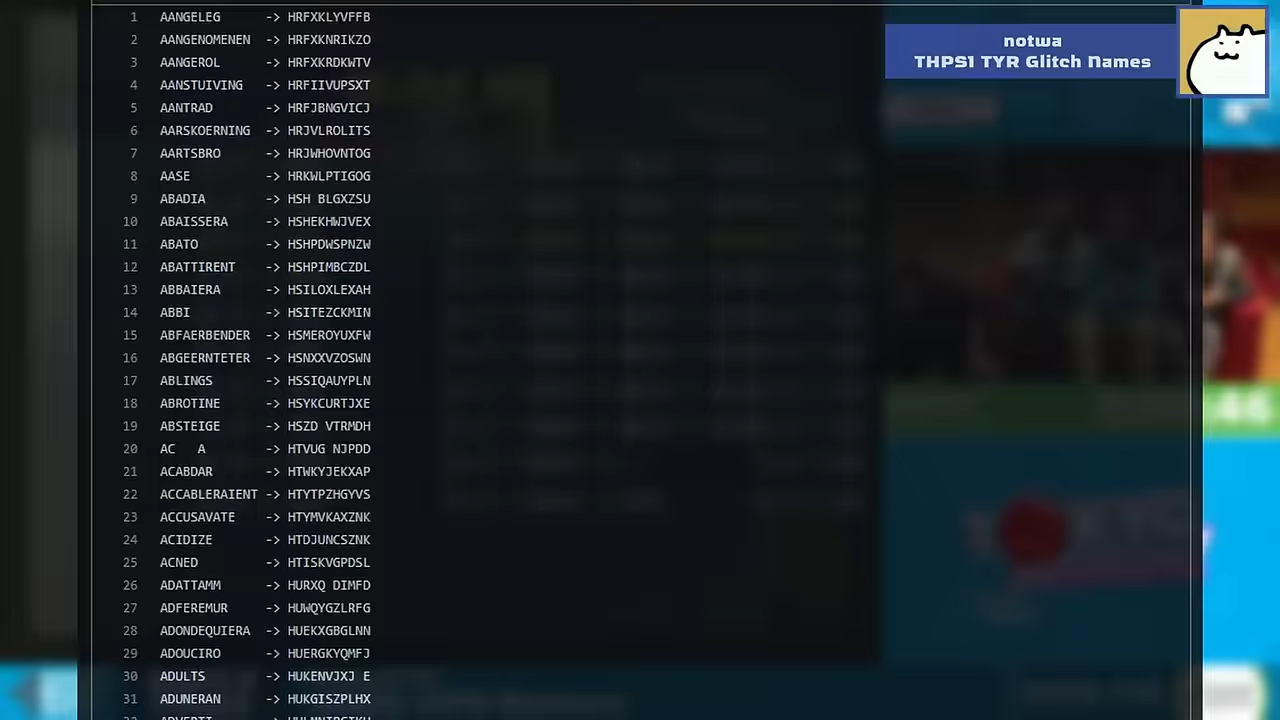 1 AANGELEG -> HRFXKLYVFFB
2 AANGENOMENEN -> HRFXKNRIKZO
3 AANGEROL -> HRFXKRDKWTV
4 AANSTUIVING -> HRFIIVUPSXT
5 AANTRAD -> HRFJBNGVICJ
6 AARSKOERNING -> HRJVLROLITS
7 AARTSBRO -> HRJWHOVNTOG
8 AASE -> HRKWLPTIGOG
9 ABADIA -> HSH BLGXZSU
10 ABAISSERA -> HSHEKHWJVEX
11 ABATO -> HSHPDWSPNZW
12 ABATTIRENT -> HSHPIMBCZDL
13 ABBAIERA -> HSILOXLEXAH
14 ABBI -> HSITEZCKMIN
15 ABFAERBENDER -> HSMEROYUXFW
16 ABGEERNTETER -> HSNXXVZOSWN
17 ABLINGS -> HSSIQAUYPLN
18 ABROTINE -> HSYKCURTJXE
19 ABSTEIGE -> HSZD VTRMDH
20 AC   A -> HTVUG NJPDD
21 ACABDAR -> HTWKYJEKXAP
22 ACCABLERAIENT -> HTYTPZHGYVS
23 ACCUSAVATE -> HTYMVKAXZNK
24 ACIDIZE -> HTDJUNCSZNK
25 ACNED -> HTISKVGPDSL
26 ADATTAMM -> HURXQ DIMFD
27 ADFEREMUR -> HUWQYGZLRFG
28 ADONDEQUIERA -> HUEKXGBGLNN
29 ADOUCIRO -> HUERGKYQMFJ
30 ADULTS -> HUKENVJXJ E
31 ADUNERAN -> HUKGISZPLHX
notwa
THPS1 TYR Glitch Names